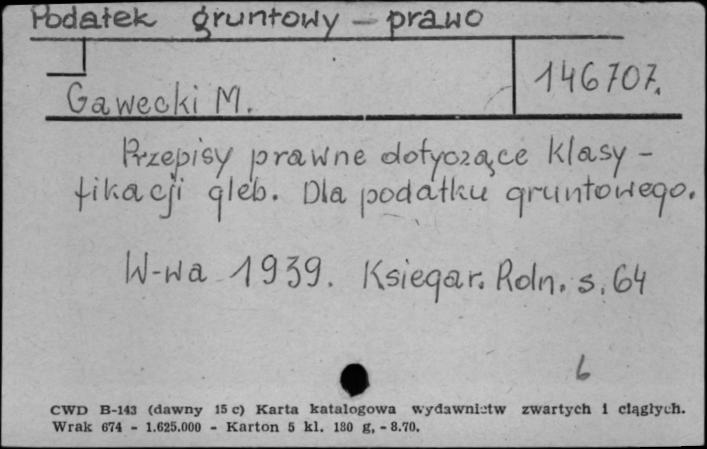 Podatek gruntowy - prawo
146707.
Gawecki M.
Przepisy prawne dotyczące klasy-
fikacji gleb. Dla podatku gruntowego.
W-wa 1939. Ksiegar. Roln. s. 64
6
CWD B-143 (dawny 15 c) Karta katalogowa wydawnictw zwartych i ciągłych.
Wrak 674 - 1.625.000 - Karton 5 kl. 180 g, - 8.70.